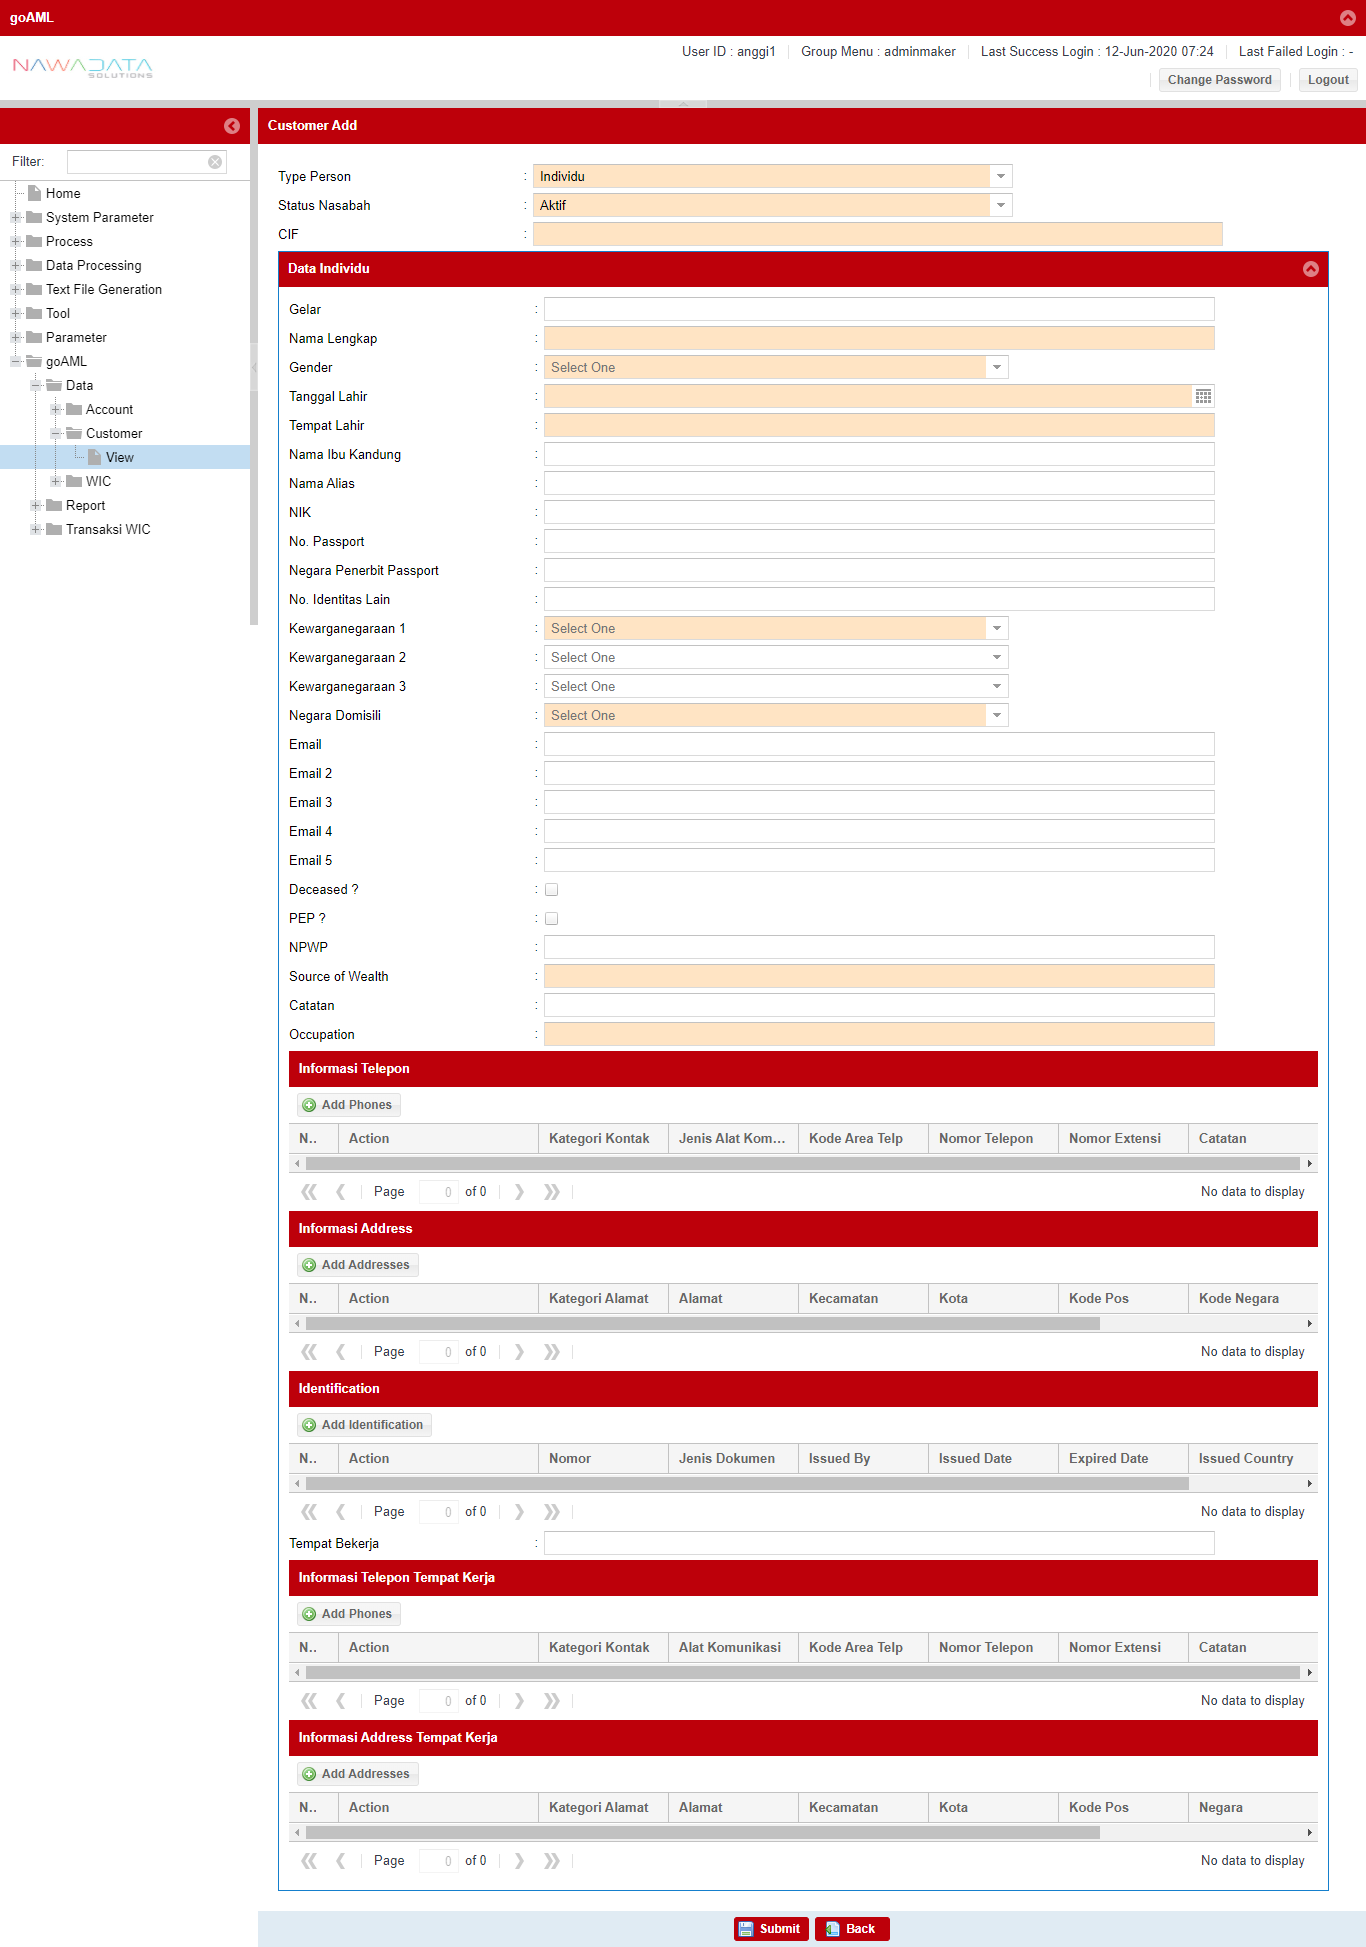 goAML
NAWADATA
SOLUTIONS
User ID : anggi1 Group Menu : adminmaker Last Success Login : 12-Jun-2020 07:24 Last Failed Login : -
Change Password Logout
Filter:
Home
System Parameter
Process
Data Processing
Text File Generation
Tool
Parameter
goAML
Data
Account
Customer
View
WIC
Report
Transaksi WIC
Customer Add
Type Person : Individu
Status Nasabah : Aktif
CIF :
Data Individu
Gelar :
Nama Lengkap :
Gender : Select One
Tanggal Lahir :
Tempat Lahir :
Nama Ibu Kandung :
Nama Alias :
NIK :
No. Passport :
Negara Penerbit Passport :
No. Identitas Lain :
Kewarganegaraan 1 : Select One
Kewarganegaraan 2 : Select One
Kewarganegaraan 3 : Select One
Negara Domisili : Select One
Email :
Email 2 :
Email 3 :
Email 4 :
Email 5 :
Deceased ? :
PEP ? :
NPWP :
Source of Wealth :
Catatan :
Occupation :
Informasi Telepon
Add Phones
N.. Action Kategori Kontak Jenis Alat Kom... Kode Area Telp Nomor Telepon Nomor Extensi Catatan
Page 0 of 0 No data to display
Informasi Address
Add Addresses
N.. Action Kategori Alamat Alamat Kecamatan Kota Kode Pos Kode Negara
Page 0 of 0 No data to display
Identification
Add Identification
N.. Action Nomor Jenis Dokumen Issued By Issued Date Expired Date Issued Country
Page 0 of 0 No data to display
Tempat Bekerja :
Informasi Telepon Tempat Kerja
Add Phones
N.. Action Kategori Kontak Alat Komunikasi Kode Area Telp Nomor Telepon Nomor Extensi Catatan
Page 0 of 0 No data to display
Informasi Address Tempat Kerja
Add Addresses
N.. Action Kategori Alamat Alamat Kecamatan Kota Kode Pos Negara
Page 0 of 0 No data to display
Submit Back